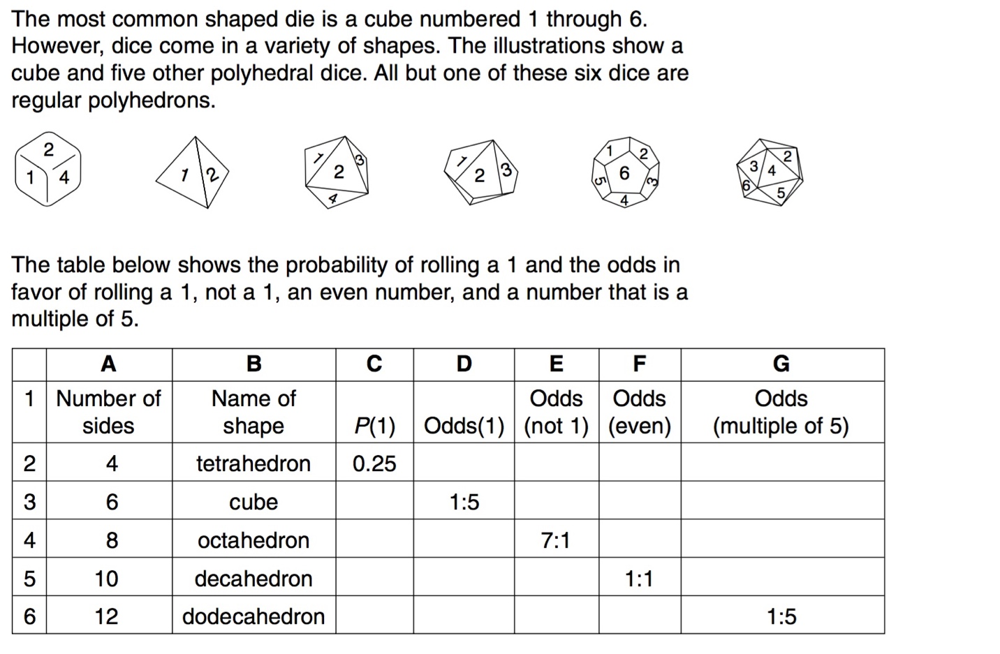 The most common shaped die is a cube numbered 1 through 6.
However, dice come in a variety of shapes. The illustrations show a
cube and five other polyhedral dice. All but one of these six dice are
regular polyhedrons.
2
1 4
1 2
1 2 3
4
1 2 3
1 2
5 6 3
4
3 4 2
6 5
The table below shows the probability of rolling a 1 and the odds in
favor of rolling a 1, not a 1, an even number, and a number that is a
multiple of 5.
A B C D E F G
1 Number of sides Name of shape P(1) Odds(1) Odds (not 1) Odds (even) Odds (multiple of 5)
2 4 tetrahedron 0.25
3 6 cube 1:5
4 8 octahedron 7:1
5 10 decahedron 1:1
6 12 dodecahedron 1:5